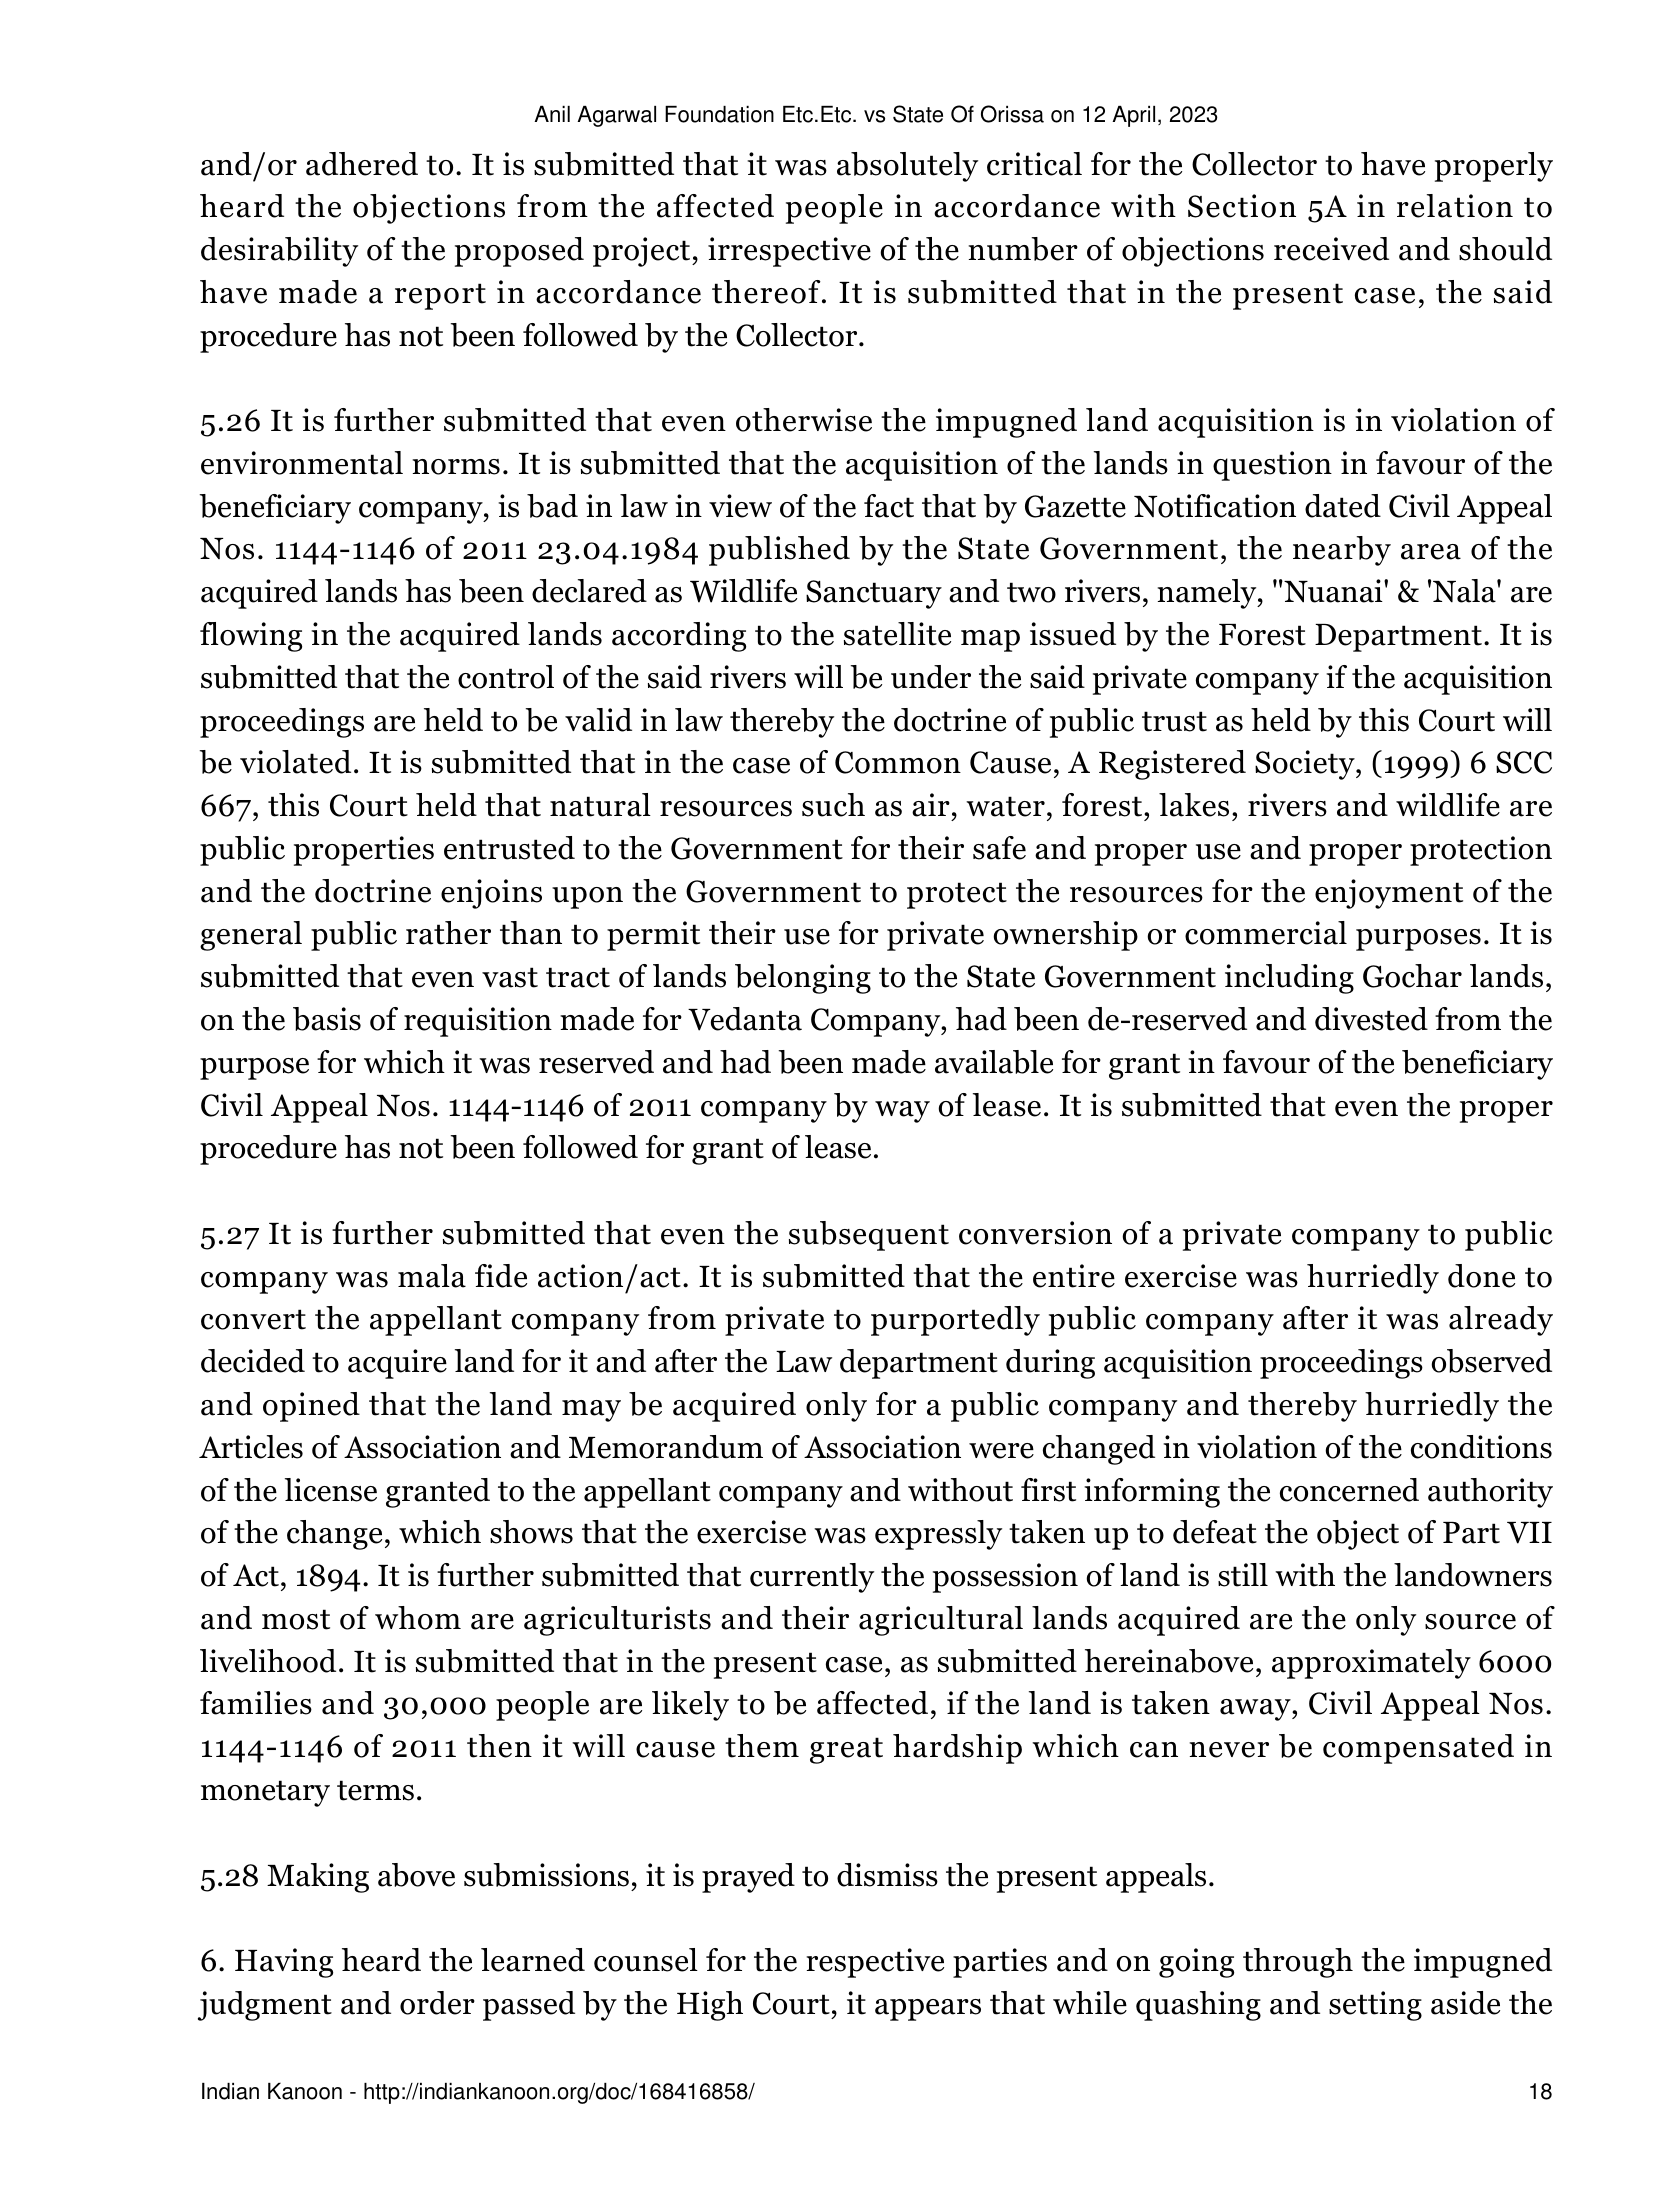 Anil Agarwal Foundation Etc.Etc. vs State Of Orissa on 12 April, 2023
and/or adhered to. It is submitted that it was absolutely critical for the Collector to have properly
heard the objections from the affected people in accordance with Section 5A in relation to
desirability of the proposed project, irrespective of the number of objections received and should
have made a report in accordance thereof. It is submitted that in the present case, the said
procedure has not been followed by the Collector.
5.26 It is further submitted that even otherwise the impugned land acquisition is in violation of
environmental norms. It is submitted that the acquisition of the lands in question in favour of the
beneficiary company, is bad in law in view of the fact that by Gazette Notification dated Civil Appeal
Nos. 1144-1146 of 2011 23.04.1984 published by the State Government, the nearby area of the
acquired lands has been declared as Wildlife Sanctuary and two rivers, namely, "Nuanai' & 'Nala' are
flowing in the acquired lands according to the satellite map issued by the Forest Department. It is
submitted that the control of the said rivers will be under the said private company if the acquisition
proceedings are held to be valid in law thereby the doctrine of public trust as held by this Court will
be violated. It is submitted that in the case of Common Cause, A Registered Society, (1999) 6 SCC
667, this Court held that natural resources such as air, water, forest, lakes, rivers and wildlife are
public properties entrusted to the Government for their safe and proper use and proper protection
and the doctrine enjoins upon the Government to protect the resources for the enjoyment of the
general public rather than to permit their use for private ownership or commercial purposes. It is
submitted that even vast tract of lands belonging to the State Government including Gochar lands,
on the basis of requisition made for Vedanta Company, had been de-reserved and divested from the
purpose for which it was reserved and had been made available for grant in favour of the beneficiary
Civil Appeal Nos. 1144-1146 of 2011 company by way of lease. It is submitted that even the proper
procedure has not been followed for grant of lease.
5.27 It is further submitted that even the subsequent conversion of a private company to public
company was mala fide action/act. It is submitted that the entire exercise was hurriedly done to
convert the appellant company from private to purportedly public company after it was already
decided to acquire land for it and after the Law department during acquisition proceedings observed
and opined that the land may be acquired only for a public company and thereby hurriedly the
Articles of Association and Memorandum of Association were changed in violation of the conditions
of the license granted to the appellant company and without first informing the concerned authority
of the change, which shows that the exercise was expressly taken up to defeat the object of Part VII
of Act, 1894. It is further submitted that currently the possession of land is still with the landowners
and most of whom are agriculturists and their agricultural lands acquired are the only source of
livelihood. It is submitted that in the present case, as submitted hereinabove, approximately 6000
families and 30,000 people are likely to be affected, if the land is taken away, Civil Appeal Nos.
1144-1146 of 2011 then it will cause them great hardship which can never be compensated in
monetary terms.
5.28 Making above submissions, it is prayed to dismiss the present appeals.
6. Having heard the learned counsel for the respective parties and on going through the impugned
judgment and order passed by the High Court, it appears that while quashing and setting aside the
Indian Kanoon - http://indiankanoon.org/doc/168416858/
18